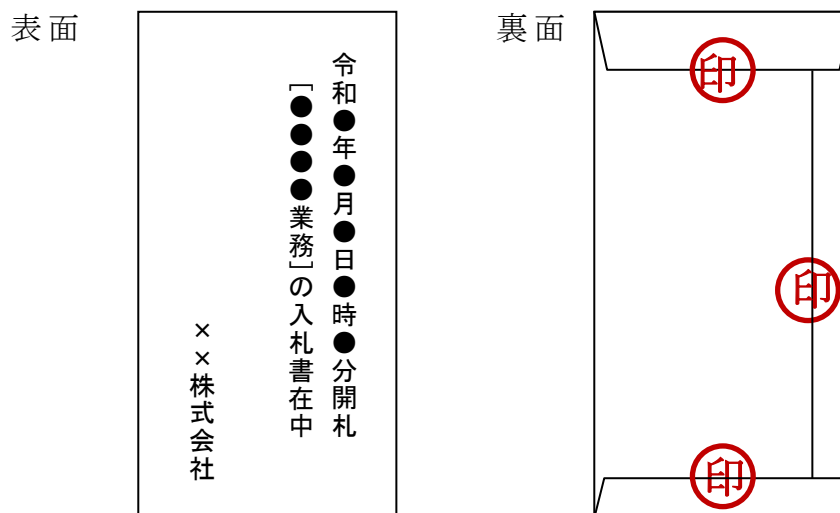 表面
令和●年●月●日●時●分開札
［●●●●業務］の入札書在中
××株式会社
裏面
印
印
印